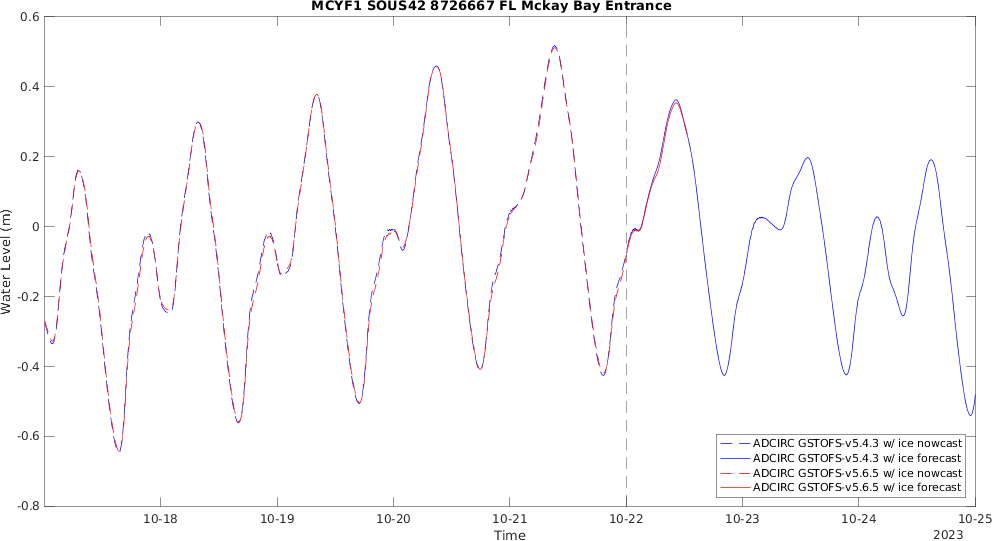 MCYF1 SOUS42 8726667 FL Mckay Bay Entrance
0.6
0.4
0.2
0
-0.2
-0.4
-0.6
-0.8
Water Level (m)
10-18
10-19
10-20
10-21
10-22
10-23
10-24
10-25
Time
2023
ADCIRC GSTOFS-v5.4.3 w/ ice nowcast
ADCIRC GSTOFS-v5.4.3 w/ ice forecast
ADCIRC GSTOFS-v5.6.5 w/ ice nowcast
ADCIRC GSTOFS-v5.6.5 w/ ice forecast